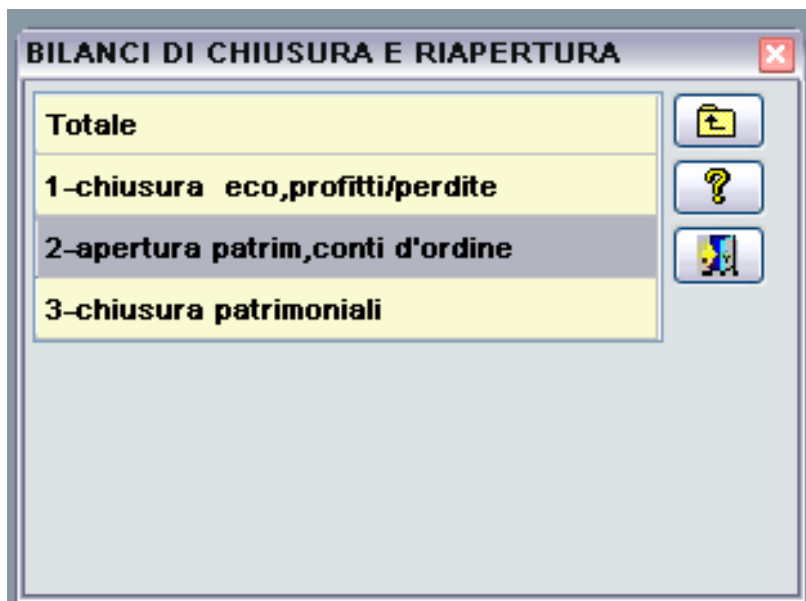 BILANCI DI CHIUSURA E RIAPERTURA
Totale
1-chiusura  eco,profitti/perdite
2-apertura patrim,conti d'ordine
3-chiusura patrimoniali